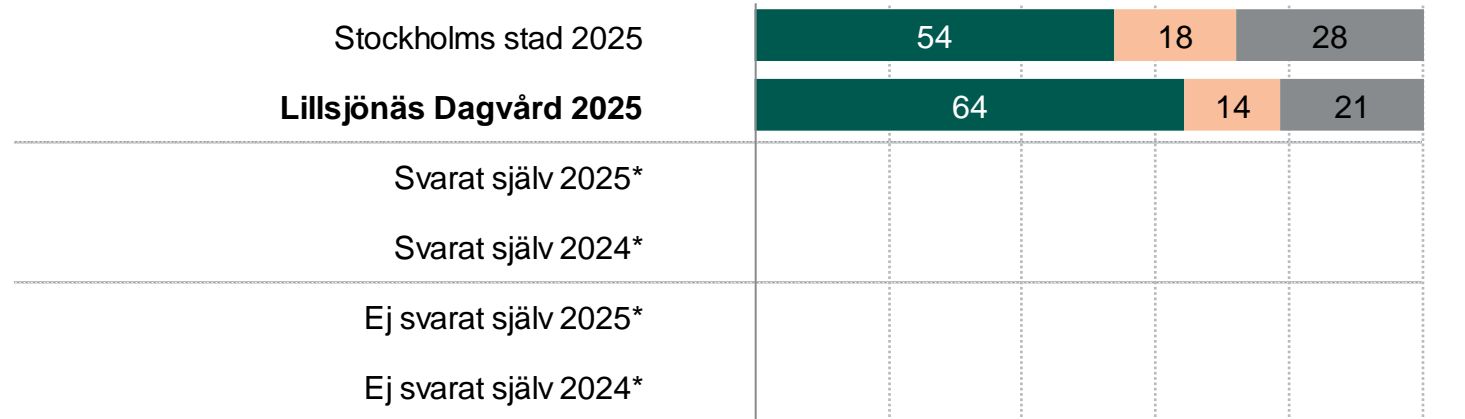 Stockholms stad 2025 54 18 28
Lillsjönäs Dagvård 2025 64 14 21
Svarat själv 2025*
Svarat själv 2024*
Ej svarat själv 2025*
Ej svarat själv 2024*